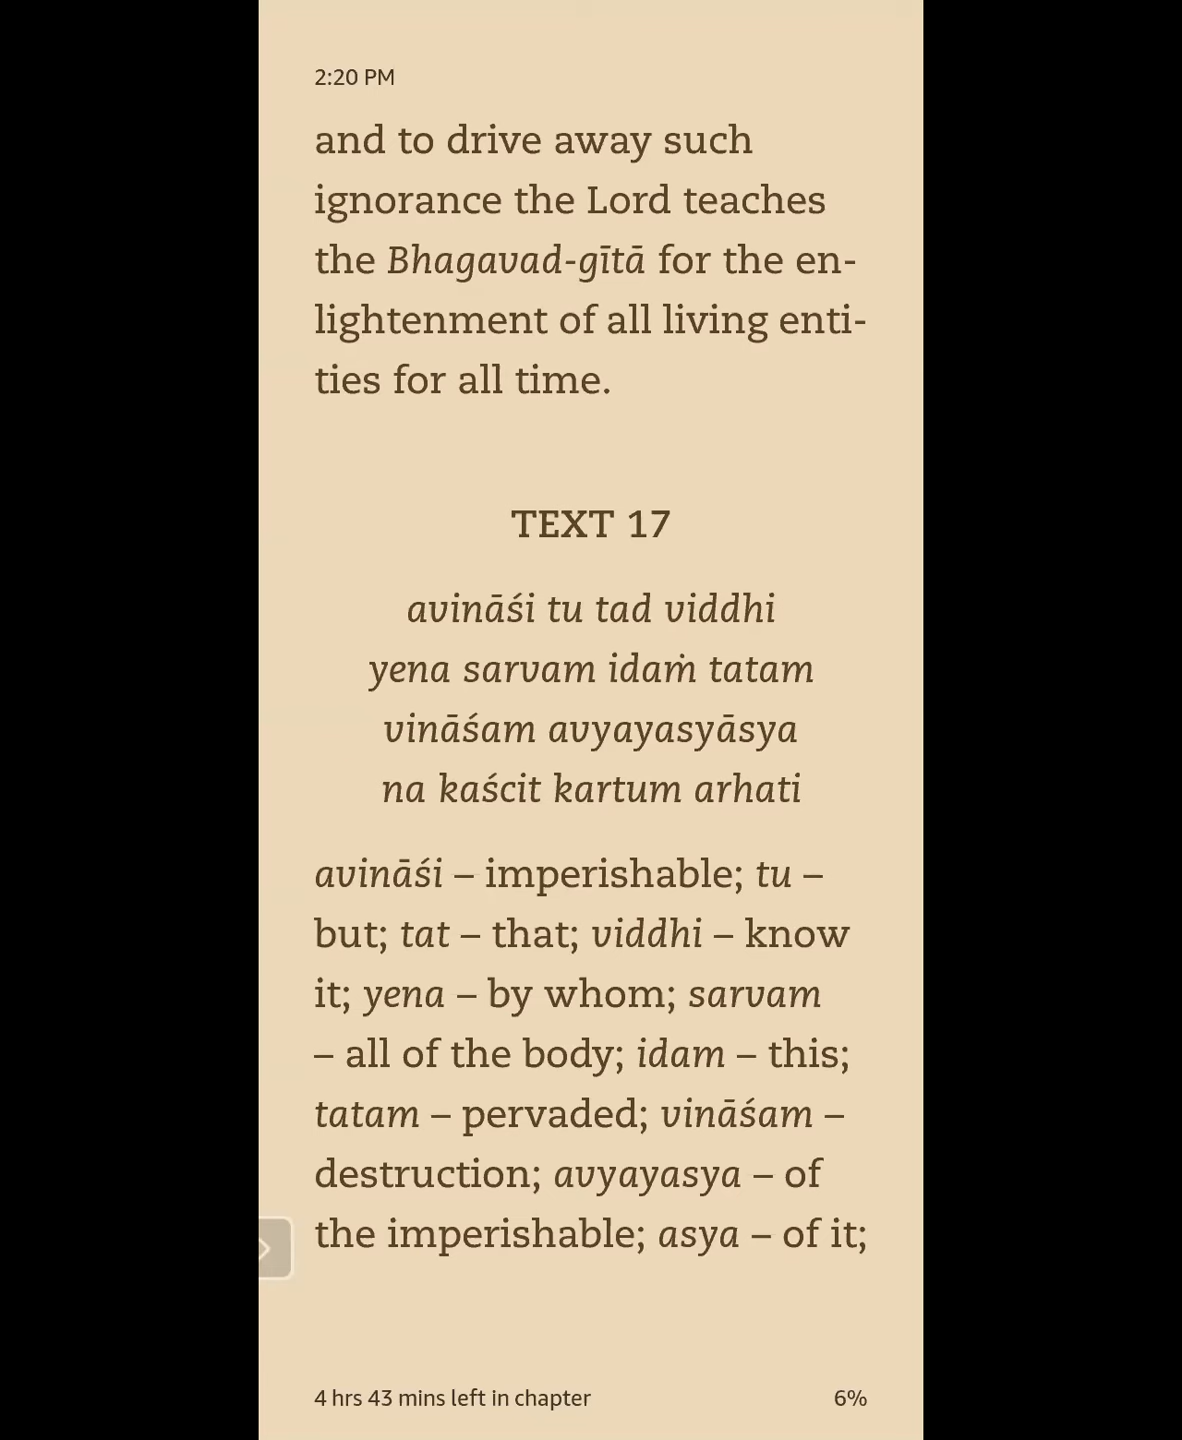 2:20 PM
and to drive away such
ignorance the Lord teaches
the Bhagavad-gītā for the en-
lightenment of all living enti-
ties for all time.
TEXT 17
avināśi tu tad viddhi
yena sarvam idaṁ tatam
vināśam avyayasyāsya
na kaścit kartum arhati
avināśi – imperishable; tu –
but; tat – that; viddhi – know
it; yena – by whom; sarvam
– all of the body; idam – this;
tatam – pervaded; vināśam –
destruction; avyayasya – of
the imperishable; asya – of it;
4 hrs 43 mins left in chapter
6%